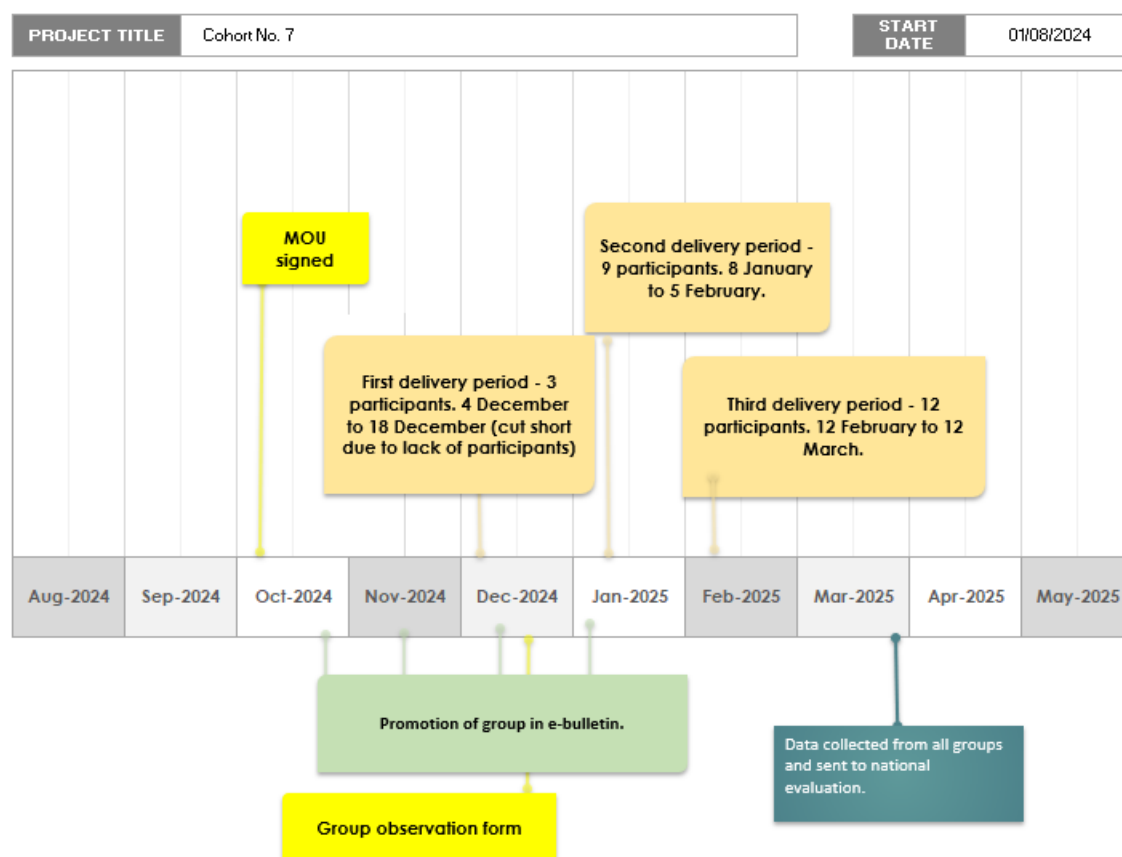 PROJECT TITLE
Cohort No. 7
START
DATE
01/08/2024
MOU
signed
Second delivery period -
9 participants. 8 January
to 5 February.
First delivery period - 3
participants. 4 December
to 18 December (cut short
due to lack of participants)
Third delivery period - 12
participants. 12 February to 12
March.
Aug-2024
Sep-2024
Oct-2024
Nov-2024
Dec-2024
Jan-2025
Feb-2025
Mar-2025
Apr-2025
May-2025
Promotion of group in e-bulletin.
Data collected from all groups
and sent to national
evaluation.
Group observation form